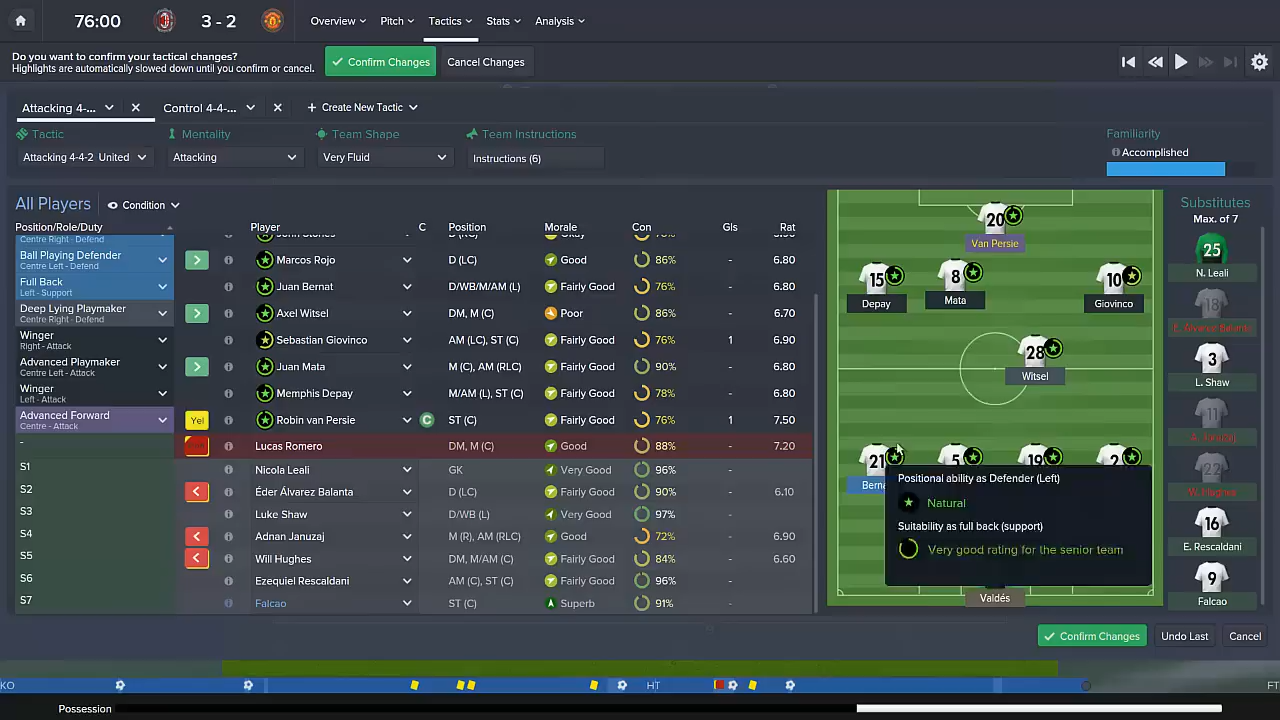 76:00 3 - 2 Overview Pitch Tactics Stats Analysis
Do you want to confirm your tactical changes?
Highlights are automatically slowed down until you confirm or cancel.
Confirm Changes Cancel Changes
Attacking 4-... Control 4-4-... Create New Tactic
Tactic Mentality Team Shape Team Instructions Familiarity
Attacking 4-4-2 United Attacking Very Fluid Instructions (6) Accomplished
All Players Condition
Position/Role/Duty Player C Position Morale Con Gls Rat
Centre Right - Defend
Ball Playing Defender
Centre Left - Defend
Marcos Rojo D (LC) Good 86% - 6.80
Full Back
Left - Support
Juan Bernat D/WB/M/AM (L) Fairly Good 76% - 6.80
Deep Lying Playmaker
Centre Right - Defend
Axel Witsel DM, M (C) Poor 86% - 6.70
Winger
Right - Attack
Sebastian Giovinco AM (LC), ST (C) Fairly Good 76% 1 6.90
Advanced Playmaker
Centre Left - Attack
Juan Mata M (C), AM (RLC) Fairly Good 90% - 6.80
Winger
Left - Attack
Memphis Depay M/AM (L), ST (C) Fairly Good 78% - 6.80
Advanced Forward
Centre - Attack
Yel Robin van Persie C ST (C) Fairly Good 76% 1 7.50
- Lucas Romero DM, M (C) Good 88% - 7.20
S1 Nicola Leali GK Very Good 96% -
S2 Éder Álvarez Balanta D (LC) Fairly Good 90% - 6.10
S3 Luke Shaw D/WB (L) Very Good 97% -
S4 Adnan Januzaj M (R), AM (RLC) Good 72% - 6.90
S5 Will Hughes DM, M/AM (C) Fairly Good 84% - 6.60
S6 Ezequiel Rescaldani AM (C), ST (C) Fairly Good 96% -
S7 Falcao ST (C) Superb 91% -
20
Van Persie
15 8 10
Depay Mata Giovinco
28
Witsel
21 5 19 2
Berna
Positional ability as Defender (Left)
Natural
Suitability as full back (support)
Very good rating for the senior team
Valdés
Substitutes
Max. of 7
25
N. Leali
18
E. Álvarez Balanta
3
L. Shaw
11
A. Januzaj
22
W. Hughes
16
E. Rescaldani
9
Falcao
Confirm Changes Undo Last Cancel
KO HT FT
Possession